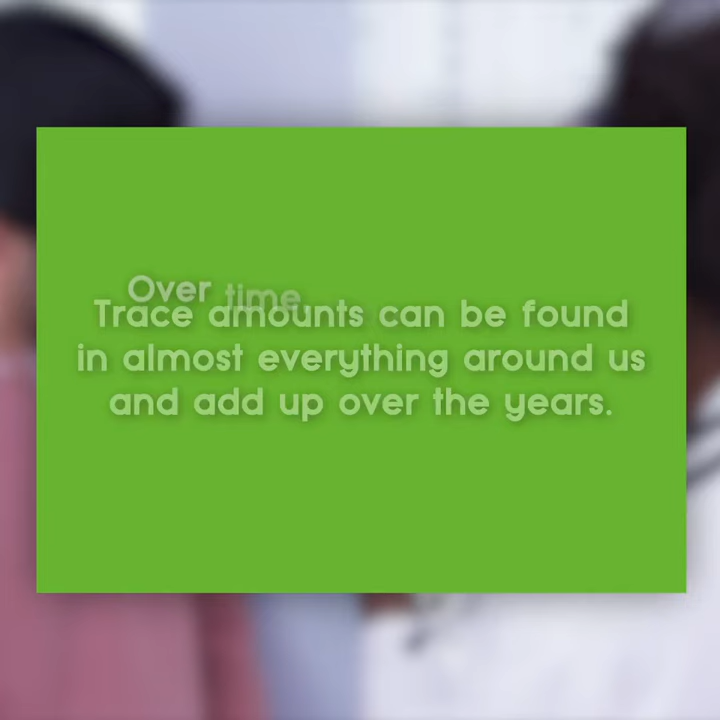 Over time,
Trace amounts can be found
in almost everything around us
and add up over the years.